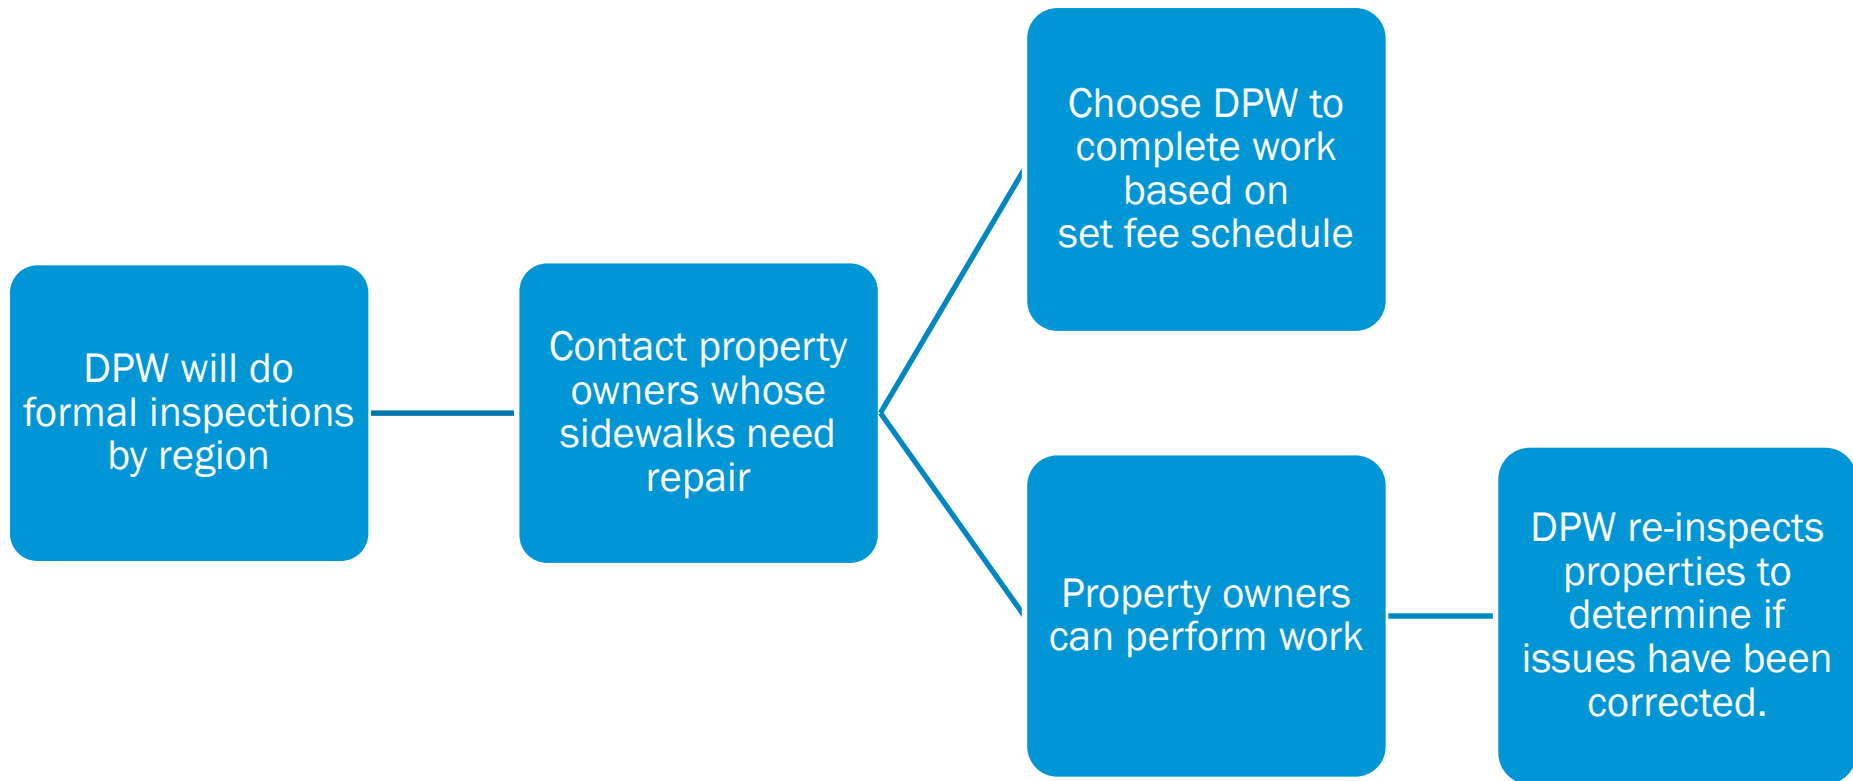 DPW will do
formal inspections
by region
Contact property
owners whose
sidewalks need
repair
Choose DPW to
complete work
based on
set fee schedule
Property owners
can perform work
DPW re-inspects
properties to
determine if
issues have been
corrected.